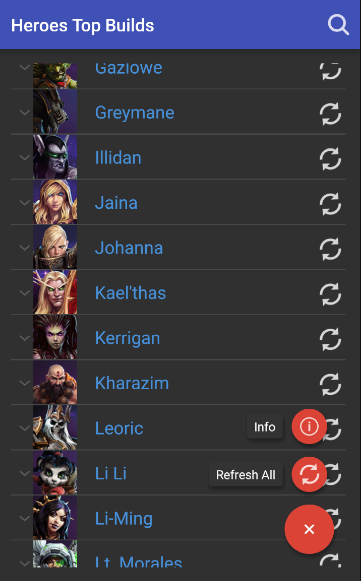 Heroes Top Builds
Gazlowe
Greymane
Illidan
Jaina
Johanna
Kael'thas
Kerrigan
Kharazim
Leoric
Info
Li Li
Refresh All
Li-Ming
Lt. Morales